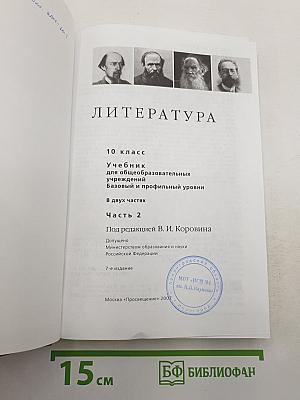 ЛИТЕРАТУРА
10 класс
Учебник
для общеобразовательных
учреждений
Базовый и профильный уровни
В двух частях
Часть 2
Под редакцией В. И. Коровина
Допущено
Министерством образования и науки
Российской Федерации
7-е издание
Москва «Просвещение» 2007
15 см
БФ БИБЛИОФАН